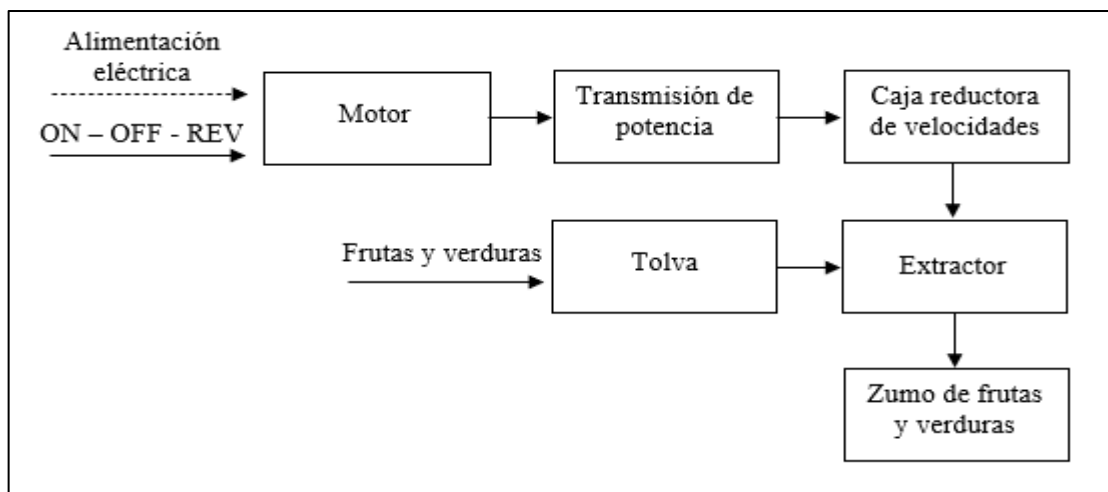 Alimentación
eléctrica
ON – OFF - REV
Motor
Transmisión de
potencia
Caja reductora
de velocidades
Frutas y verduras
Tolva
Extractor
Zumo de frutas
y verduras